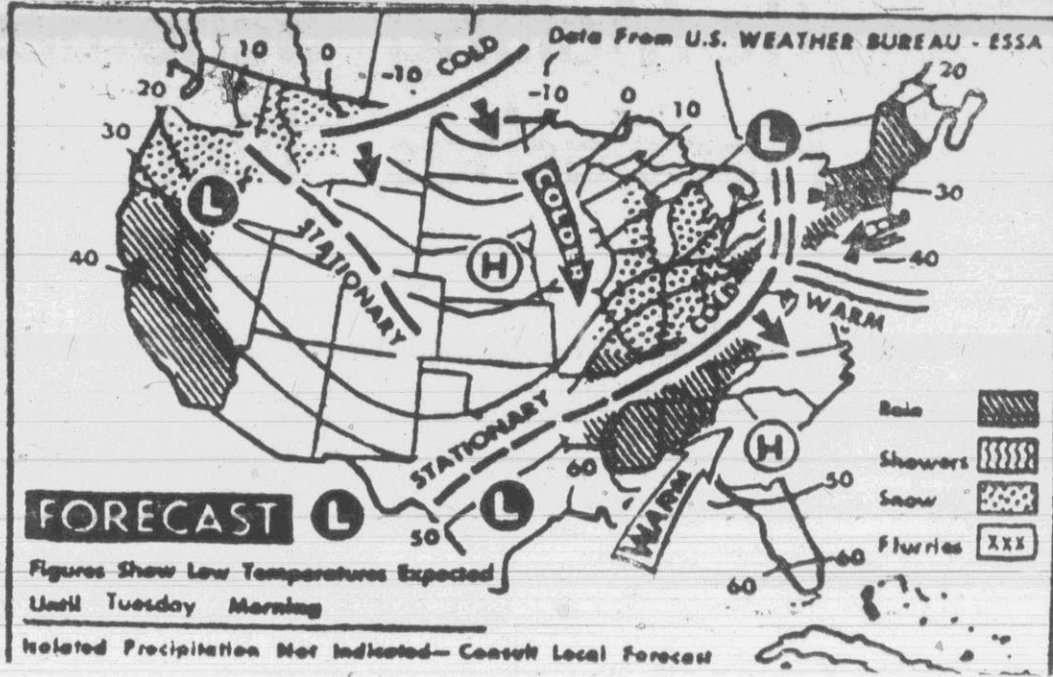 Data From U.S. WEATHER BUREAU - ESSA
10 0 -10 COLD
20
30
-10 0 10
20
L
30
L
COLDER
STATIONARY
H
40
40
COLD
WARM
STATIONARY
H
Rain
Showers
Snow
Flurries XXX
60
WARM
50
60
60
L
50
FORECAST L
Figures Show Low Temperatures Expected
Until Tuesday Morning
Isolated Precipitation Not Indicated— Consult Local Forecast